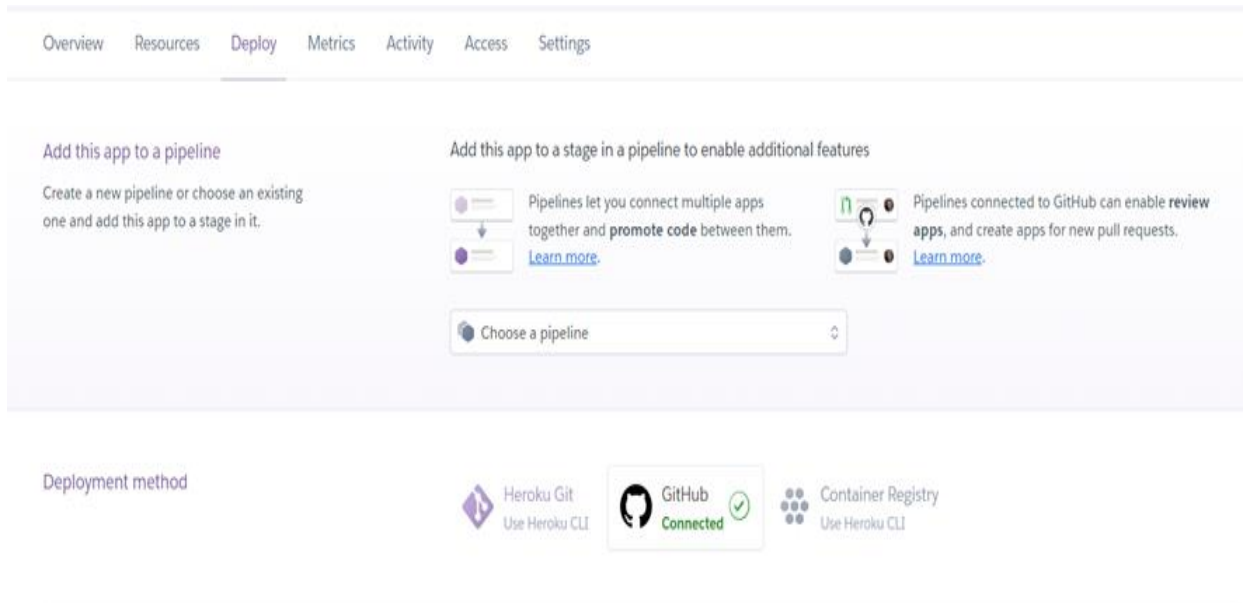 Overview Resources Deploy Metrics Activity Access Settings
Add this app to a pipeline
Create a new pipeline or choose an existing
one and add this app to a stage in it.
Add this app to a stage in a pipeline to enable additional features
Pipelines let you connect multiple apps
together and promote code between them.
Learn more.
Pipelines connected to GitHub can enable review
apps, and create apps for new pull requests.
Learn more.
Choose a pipeline
Deployment method
Heroku Git
Use Heroku CLI
GitHub
Connected
Container Registry
Use Heroku CLI